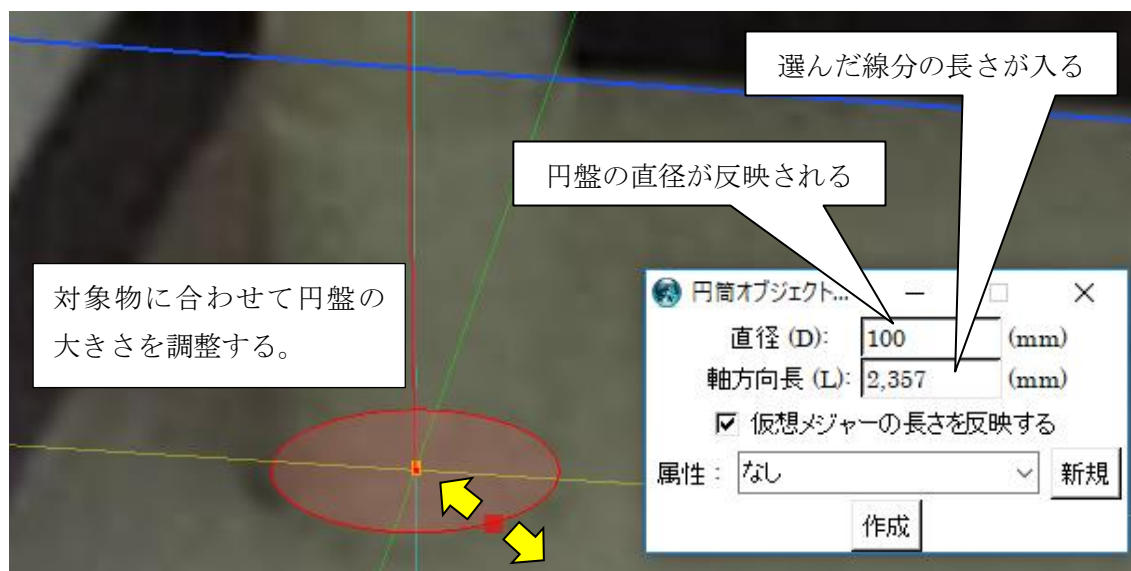 選んだ線分の長さが入る
円盤の直径が反映される
対象物に合わせて円盤の
大きさを調整する。
円筒オブジェクト...
直径 (D): 100 (mm)
軸方向長 (L): 2,357 (mm)
仮想メジャーの長さを反映する
属性: なし 新規
作成